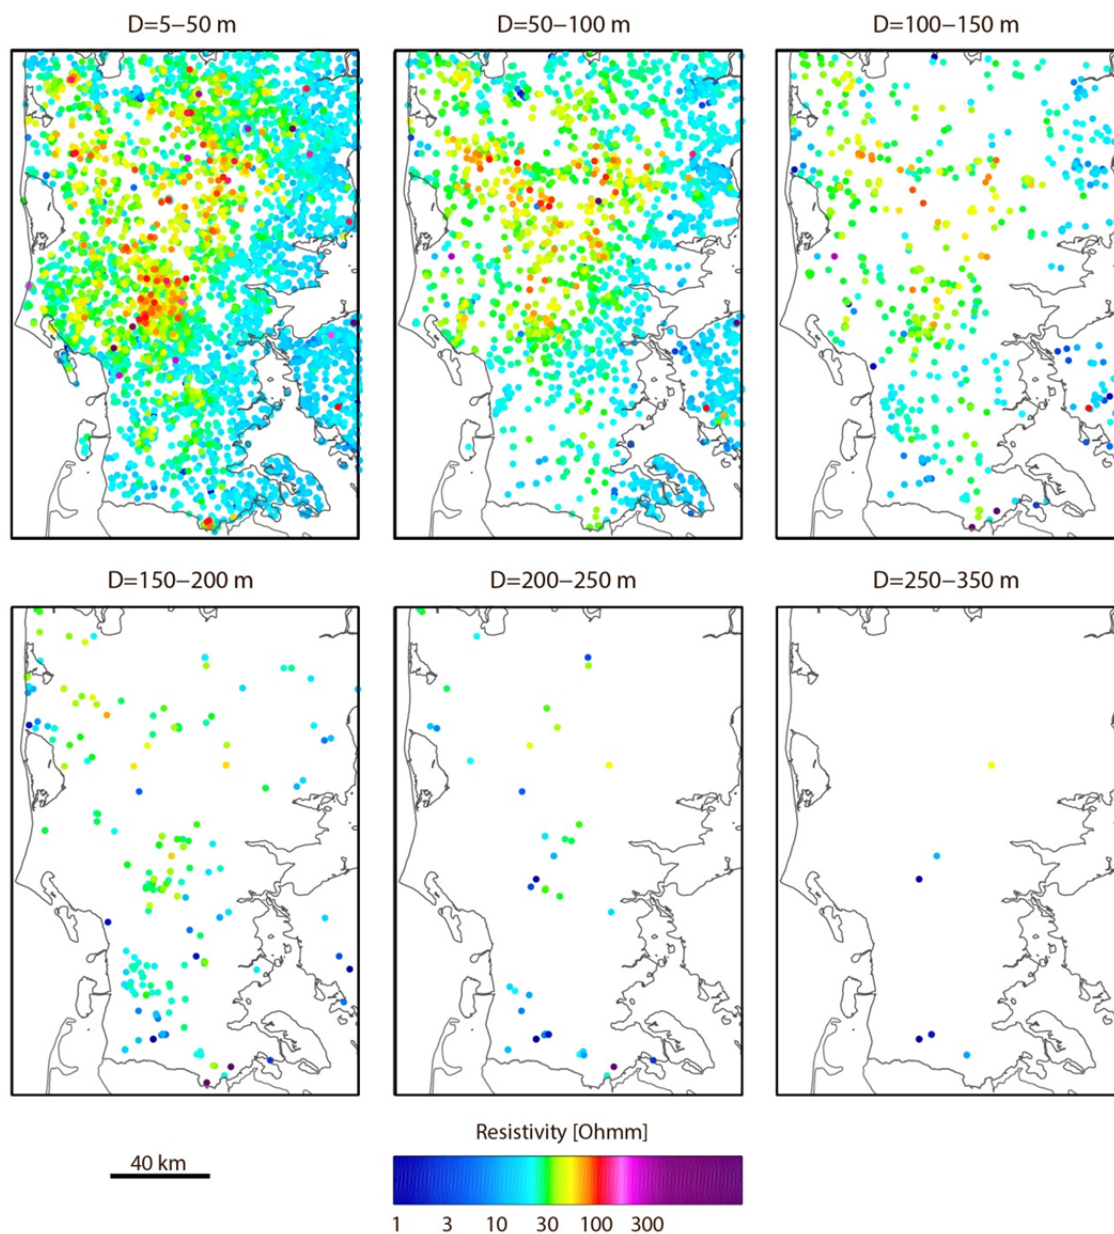 D=5–50 m
D=50–100 m
D=100–150 m
D=150–200 m
D=200–250 m
D=250–350 m
40 km
Resistivity [Ohmm]
1 3 10 30 100 300